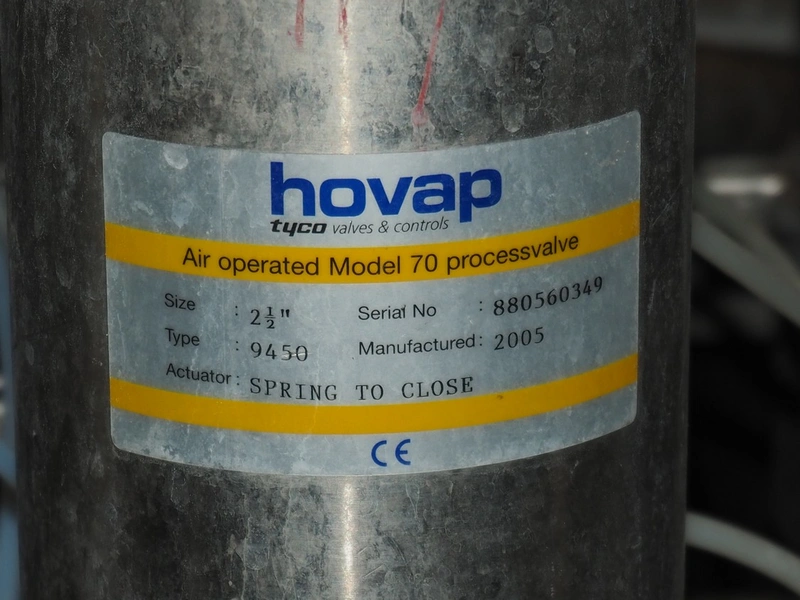 hovap
tyco valves & controls
Air operated Model 70 processvalve
Size : 2½" Serial No : 880560349
Type : 9450 Manufactured : 2005
Actuator : SPRING TO CLOSE
CE